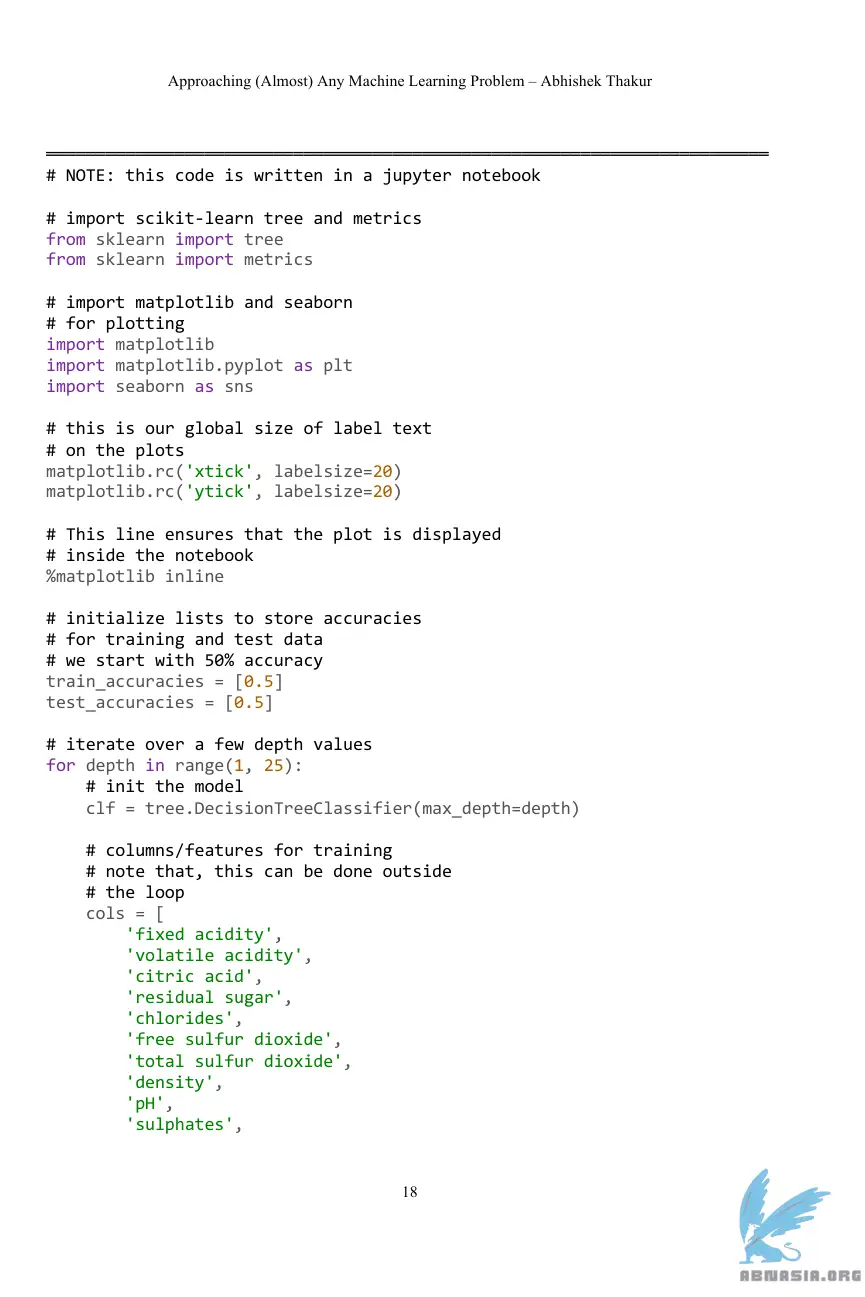 Approaching (Almost) Any Machine Learning Problem – Abhishek Thakur
# NOTE: this code is written in a jupyter notebook
# import scikit-learn tree and metrics
from sklearn import tree
from sklearn import metrics
# import matplotlib and seaborn
# for plotting
import matplotlib
import matplotlib.pyplot as plt
import seaborn as sns
# this is our global size of label text
# on the plots
matplotlib.rc('xtick', labelsize=20)
matplotlib.rc('ytick', labelsize=20)
# This line ensures that the plot is displayed
# inside the notebook
%matplotlib inline
# initialize lists to store accuracies
# for training and test data
# we start with 50% accuracy
train_accuracies = [0.5]
test_accuracies = [0.5]
# iterate over a few depth values
for depth in range(1, 25):
    # init the model
    clf = tree.DecisionTreeClassifier(max_depth=depth)
    # columns/features for training
    # note that, this can be done outside
    # the loop
    cols = [
        'fixed acidity',
        'volatile acidity',
        'citric acid',
        'residual sugar',
        'chlorides',
        'free sulfur dioxide',
        'total sulfur dioxide',
        'density',
        'pH',
        'sulphates',
18
ABNASIA.ORG